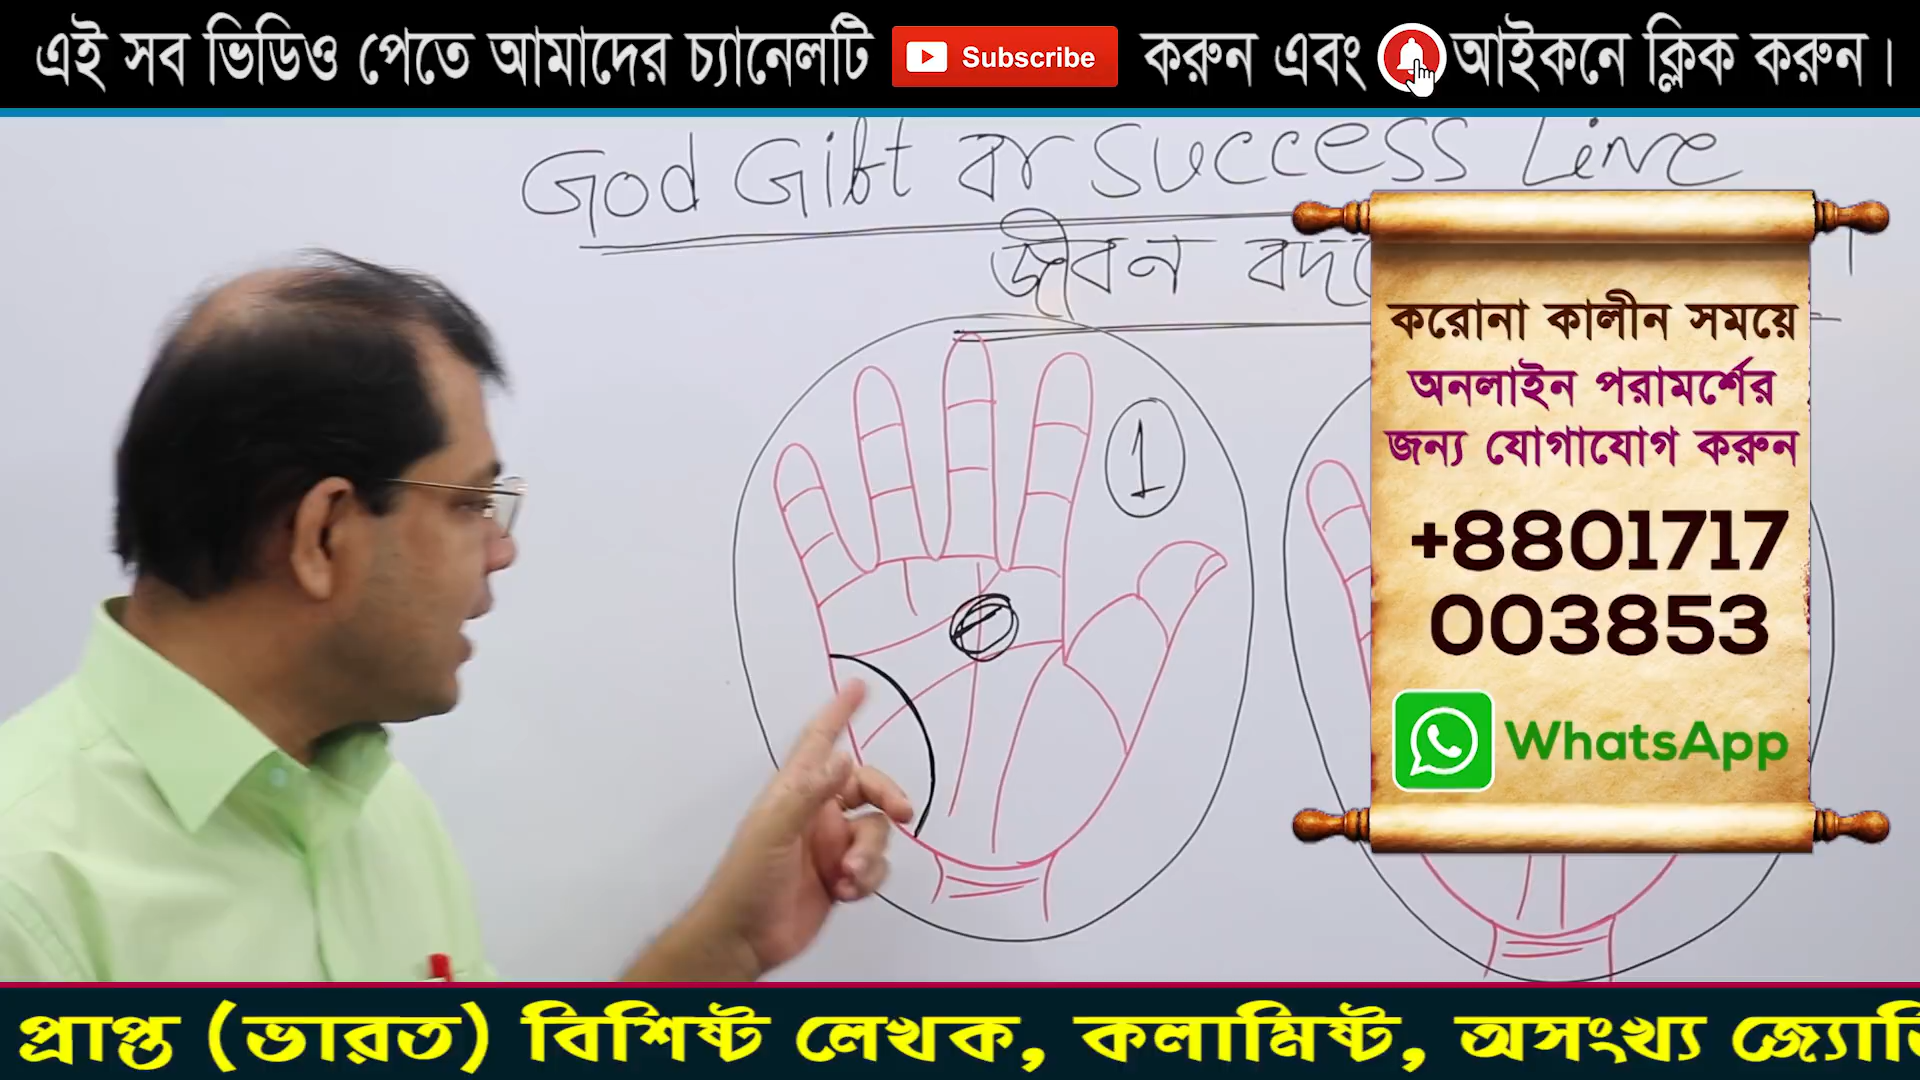 এই সব ভিডিও পেতে আমাদের চ্যানেলটি Subscribe করুন এবং আইকনে ক্লিক করুন।
God Gift বা Success Line
জীবন
1
করোনা কালীন সময়ে
অনলাইন পরামর্শের
জন্য যোগাযোগ করুন
+8801717
003853
WhatsApp
প্রাপ্ত (ভারত) বিশিষ্ট লেখক, কলামিষ্ট, অসংখ্য